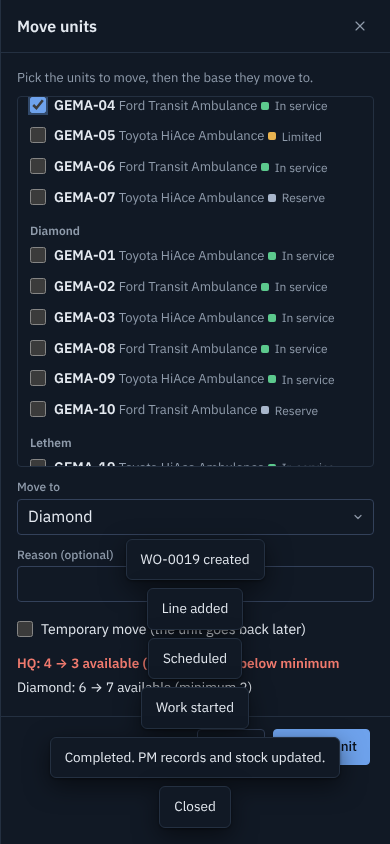 Move units
Pick the units to move, then the base they move to.
GEMA-04 Ford Transit Ambulance In service
GEMA-05 Toyota HiAce Ambulance Limited
GEMA-06 Ford Transit Ambulance In service
GEMA-07 Toyota HiAce Ambulance Reserve
Diamond
GEMA-01 Toyota HiAce Ambulance In service
GEMA-02 Ford Transit Ambulance In service
GEMA-03 Toyota HiAce Ambulance In service
GEMA-08 Ford Transit Ambulance In service
GEMA-09 Toyota HiAce Ambulance In service
GEMA-10 Ford Transit Ambulance Reserve
Lethem
Move to
Diamond
Reason (optional)
WO-0019 created
Line added
Temporary move (the unit goes back later)
Scheduled
HQ: 4 → 3 available ( below minimum
Diamond: 6 → 7 available (minimum
Work started
Completed. PM records and stock updated.
Closed